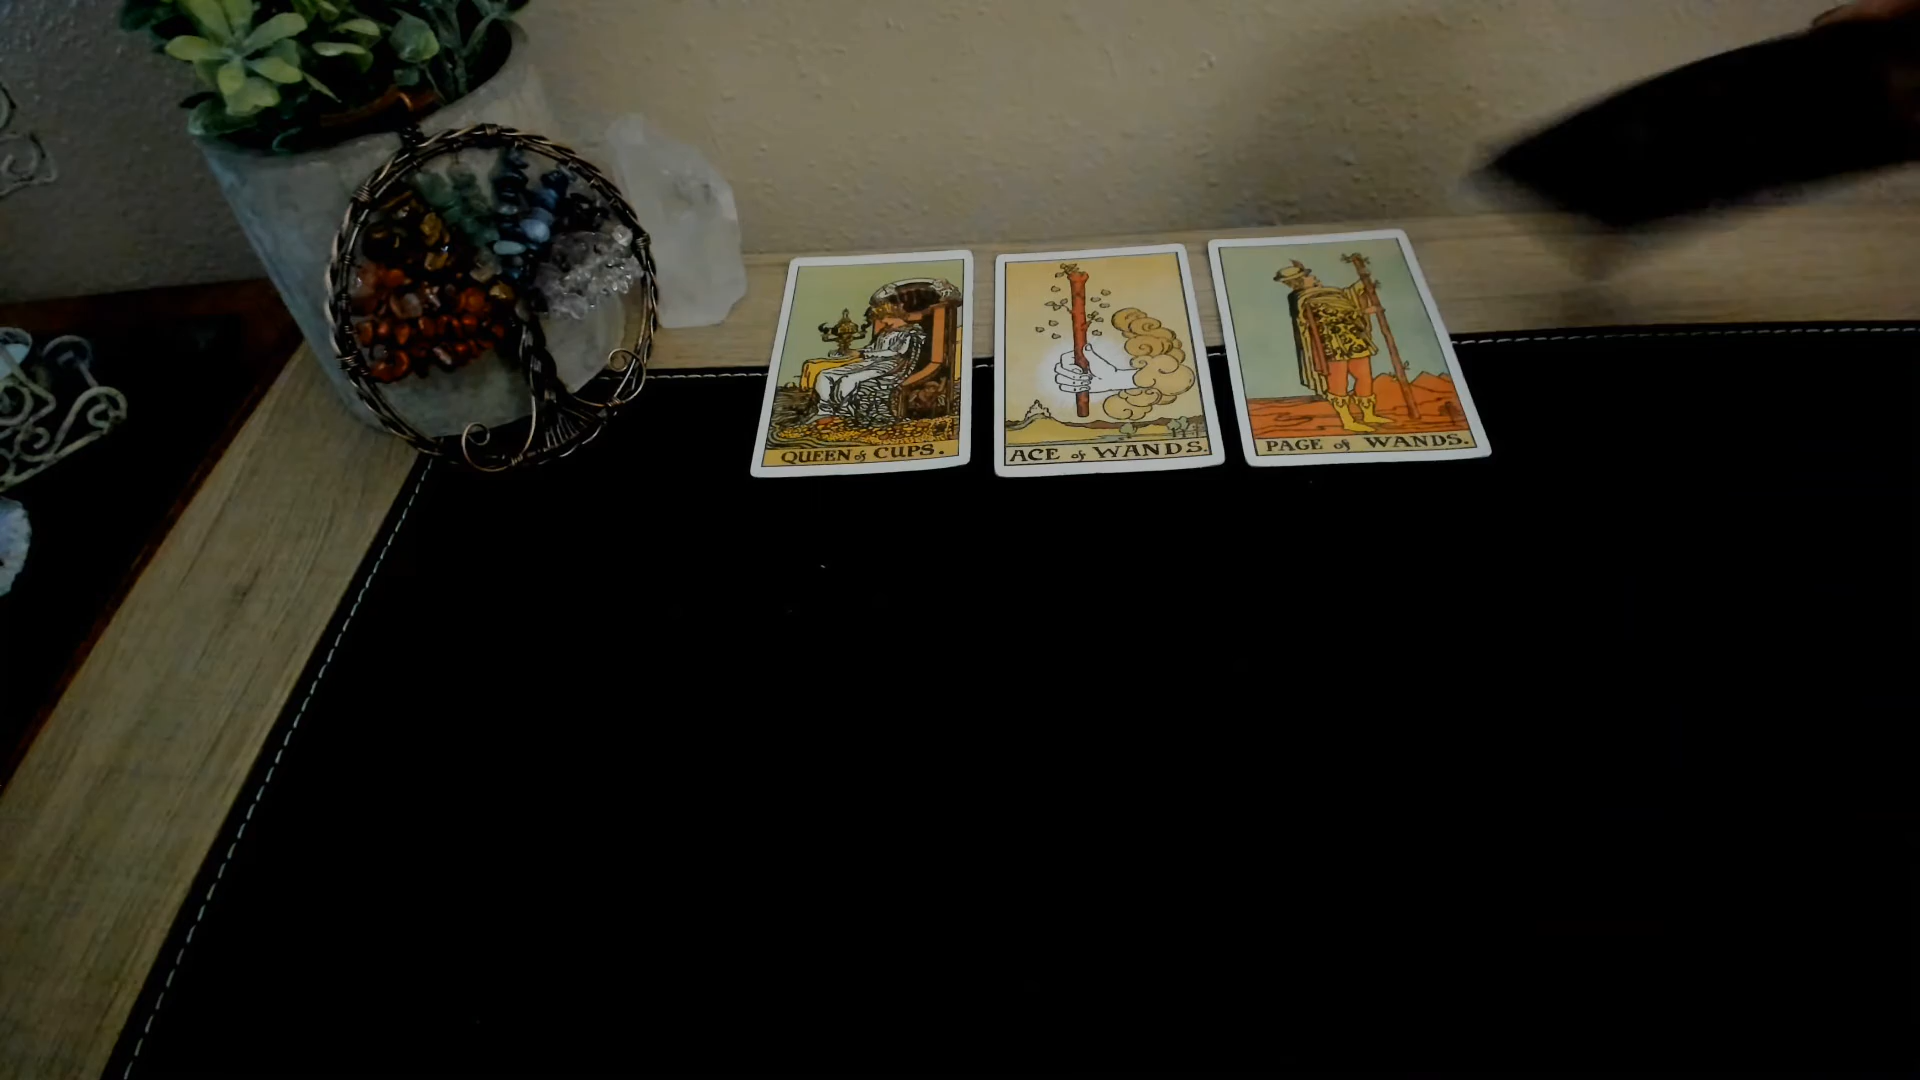 QUEEN of CUPS.
ACE of WANDS.
PAGE of WANDS.